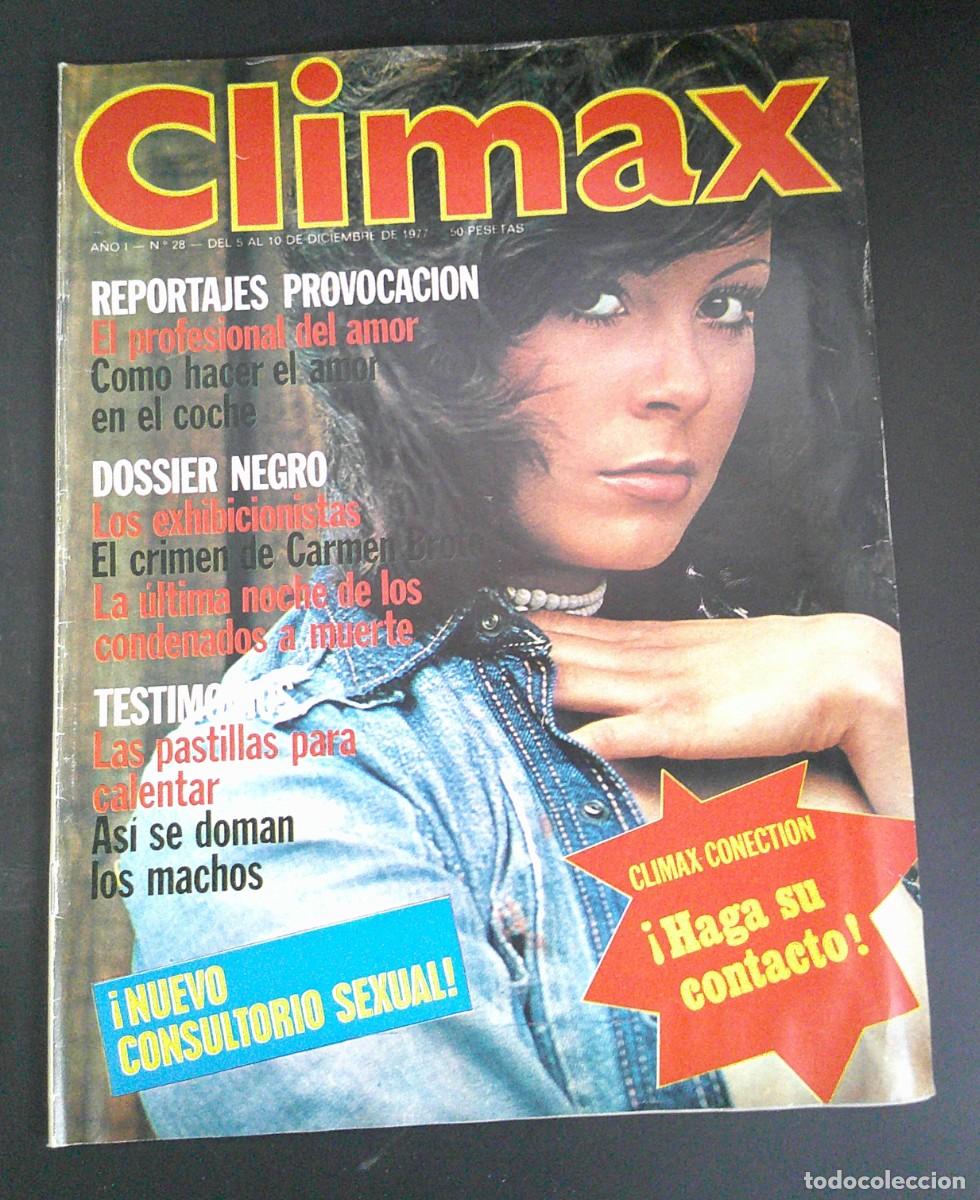 Climax
AÑO I — N° 28 — DEL 5 AL 10 DE DICIEMBRE DE 1977 50 PESETAS
REPORTAJES PROVOCACION
El profesional del amor
Como hacer el amor
en el coche
DOSSIER NEGRO
Los exhibicionistas
El crimen de Carmen Broto
La última noche de los
condenados a muerte
TESTIMONIOS
Las pastillas para
calentar
Así se doman
los machos
¡NUEVO
CONSULTORIO SEXUAL!
CLIMAX-CONECTION
¡Haga su
contacto!
todocoleccion